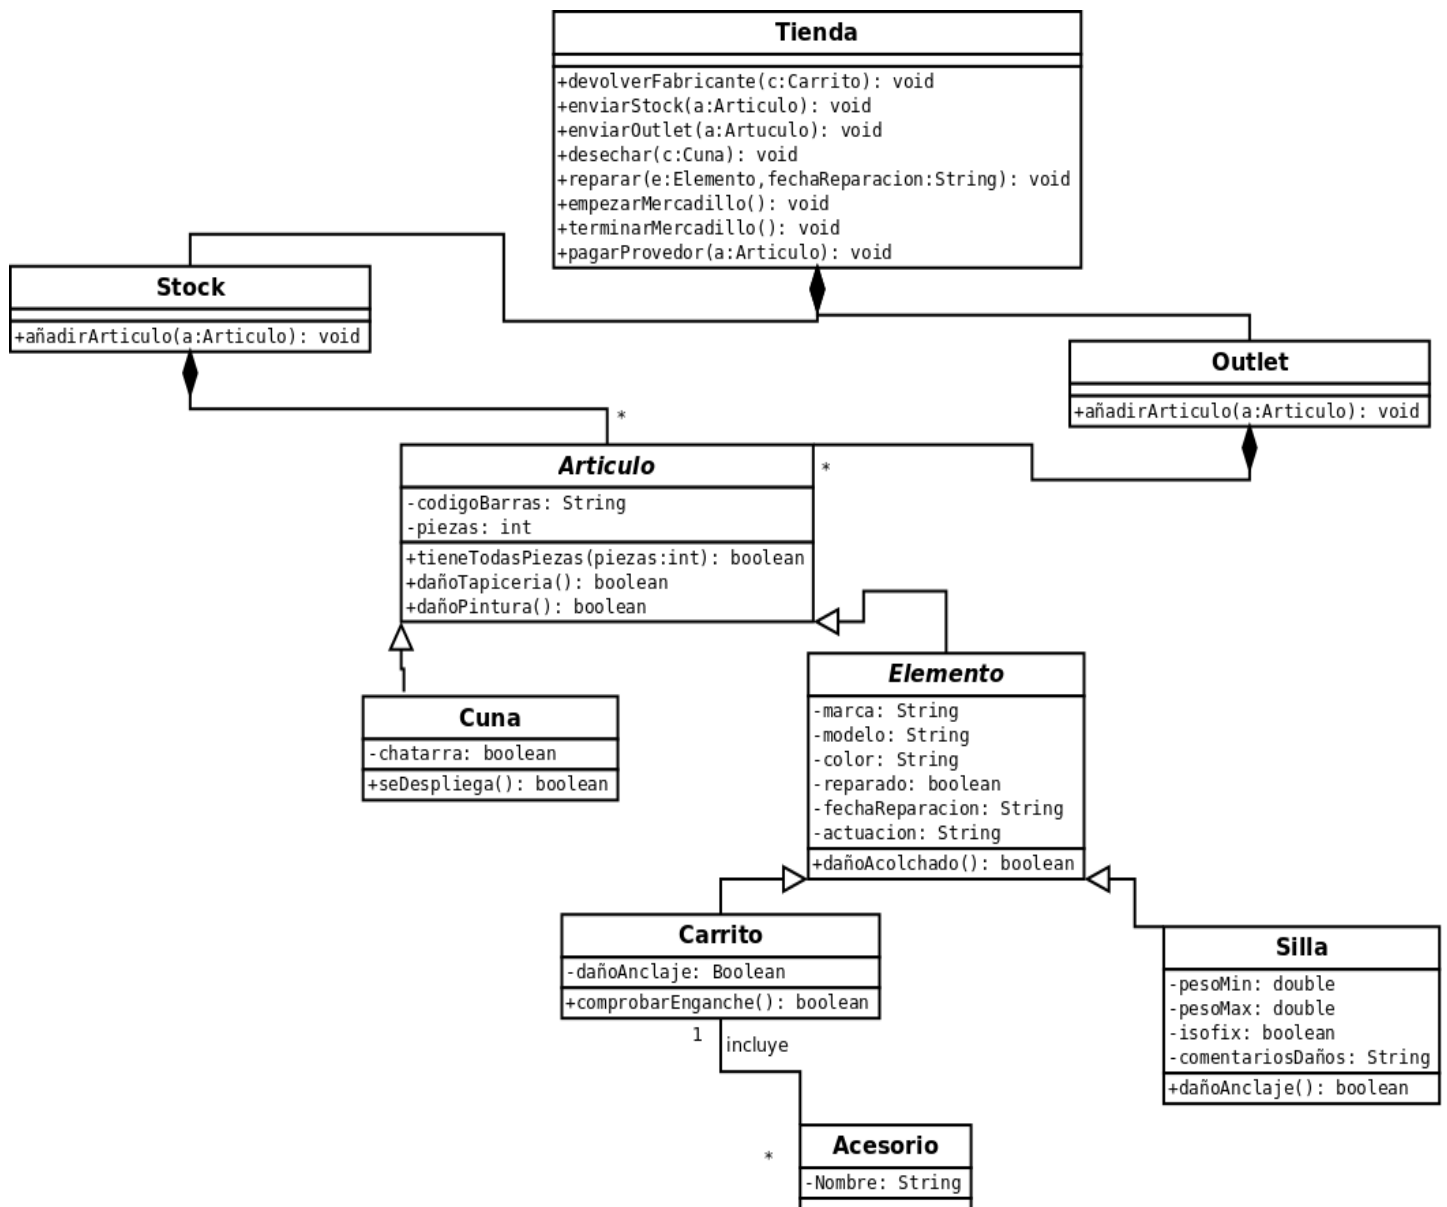 Tienda
+devolverFabricante(c:Carrito): void
+enviarStock(a:Articulo): void
+enviarOutlet(a:Artuculo): void
+desechar(c:Cuna): void
+reparar(e:Elemento,fechaReparacion:String): void
+empezarMercadillo(): void
+terminarMercadillo(): void
+pagarProvedor(a:Articulo): void
Stock
+añadirArticulo(a:Articulo): void
Outlet
+añadirArticulo(a:Articulo): void
*
*
Articulo
-codigoBarras: String
-piezas: int
+tieneTodasPiezas(piezas:int): boolean
+dañoTapiceria(): boolean
+dañoPintura(): boolean
Cuna
-chatarra: boolean
+seDespliega(): boolean
Elemento
-marca: String
-modelo: String
-color: String
-reparado: boolean
-fechaReparacion: String
-actuacion: String
+dañoAcolchado(): boolean
Carrito
-dañoAnclaje: Boolean
+comprobarEnganche(): boolean
Silla
-pesoMin: double
-pesoMax: double
-isofix: boolean
-comentariosDaños: String
+dañoAnclaje(): boolean
1
incluye
*
Acesorio
-Nombre: String